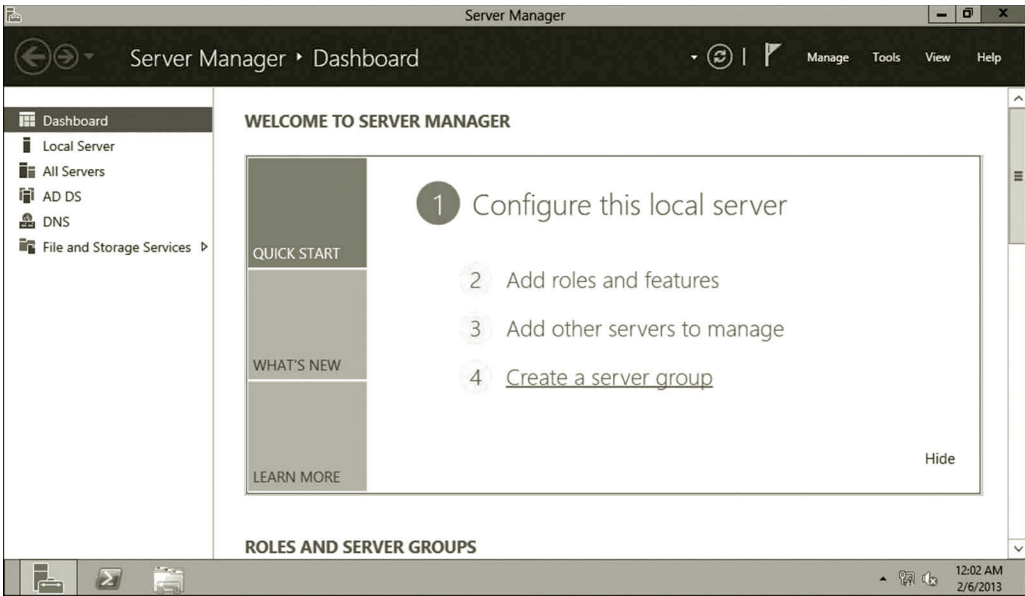 Server Manager
Server Manager ‣ Dashboard
Manage Tools View Help
Dashboard
Local Server
All Servers
AD DS
DNS
File and Storage Services
WELCOME TO SERVER MANAGER
QUICK START
WHAT'S NEW
LEARN MORE
1 Configure this local server
2 Add roles and features
3 Add other servers to manage
4 Create a server group
Hide
ROLES AND SERVER GROUPS
12:02 AM
2/6/2013